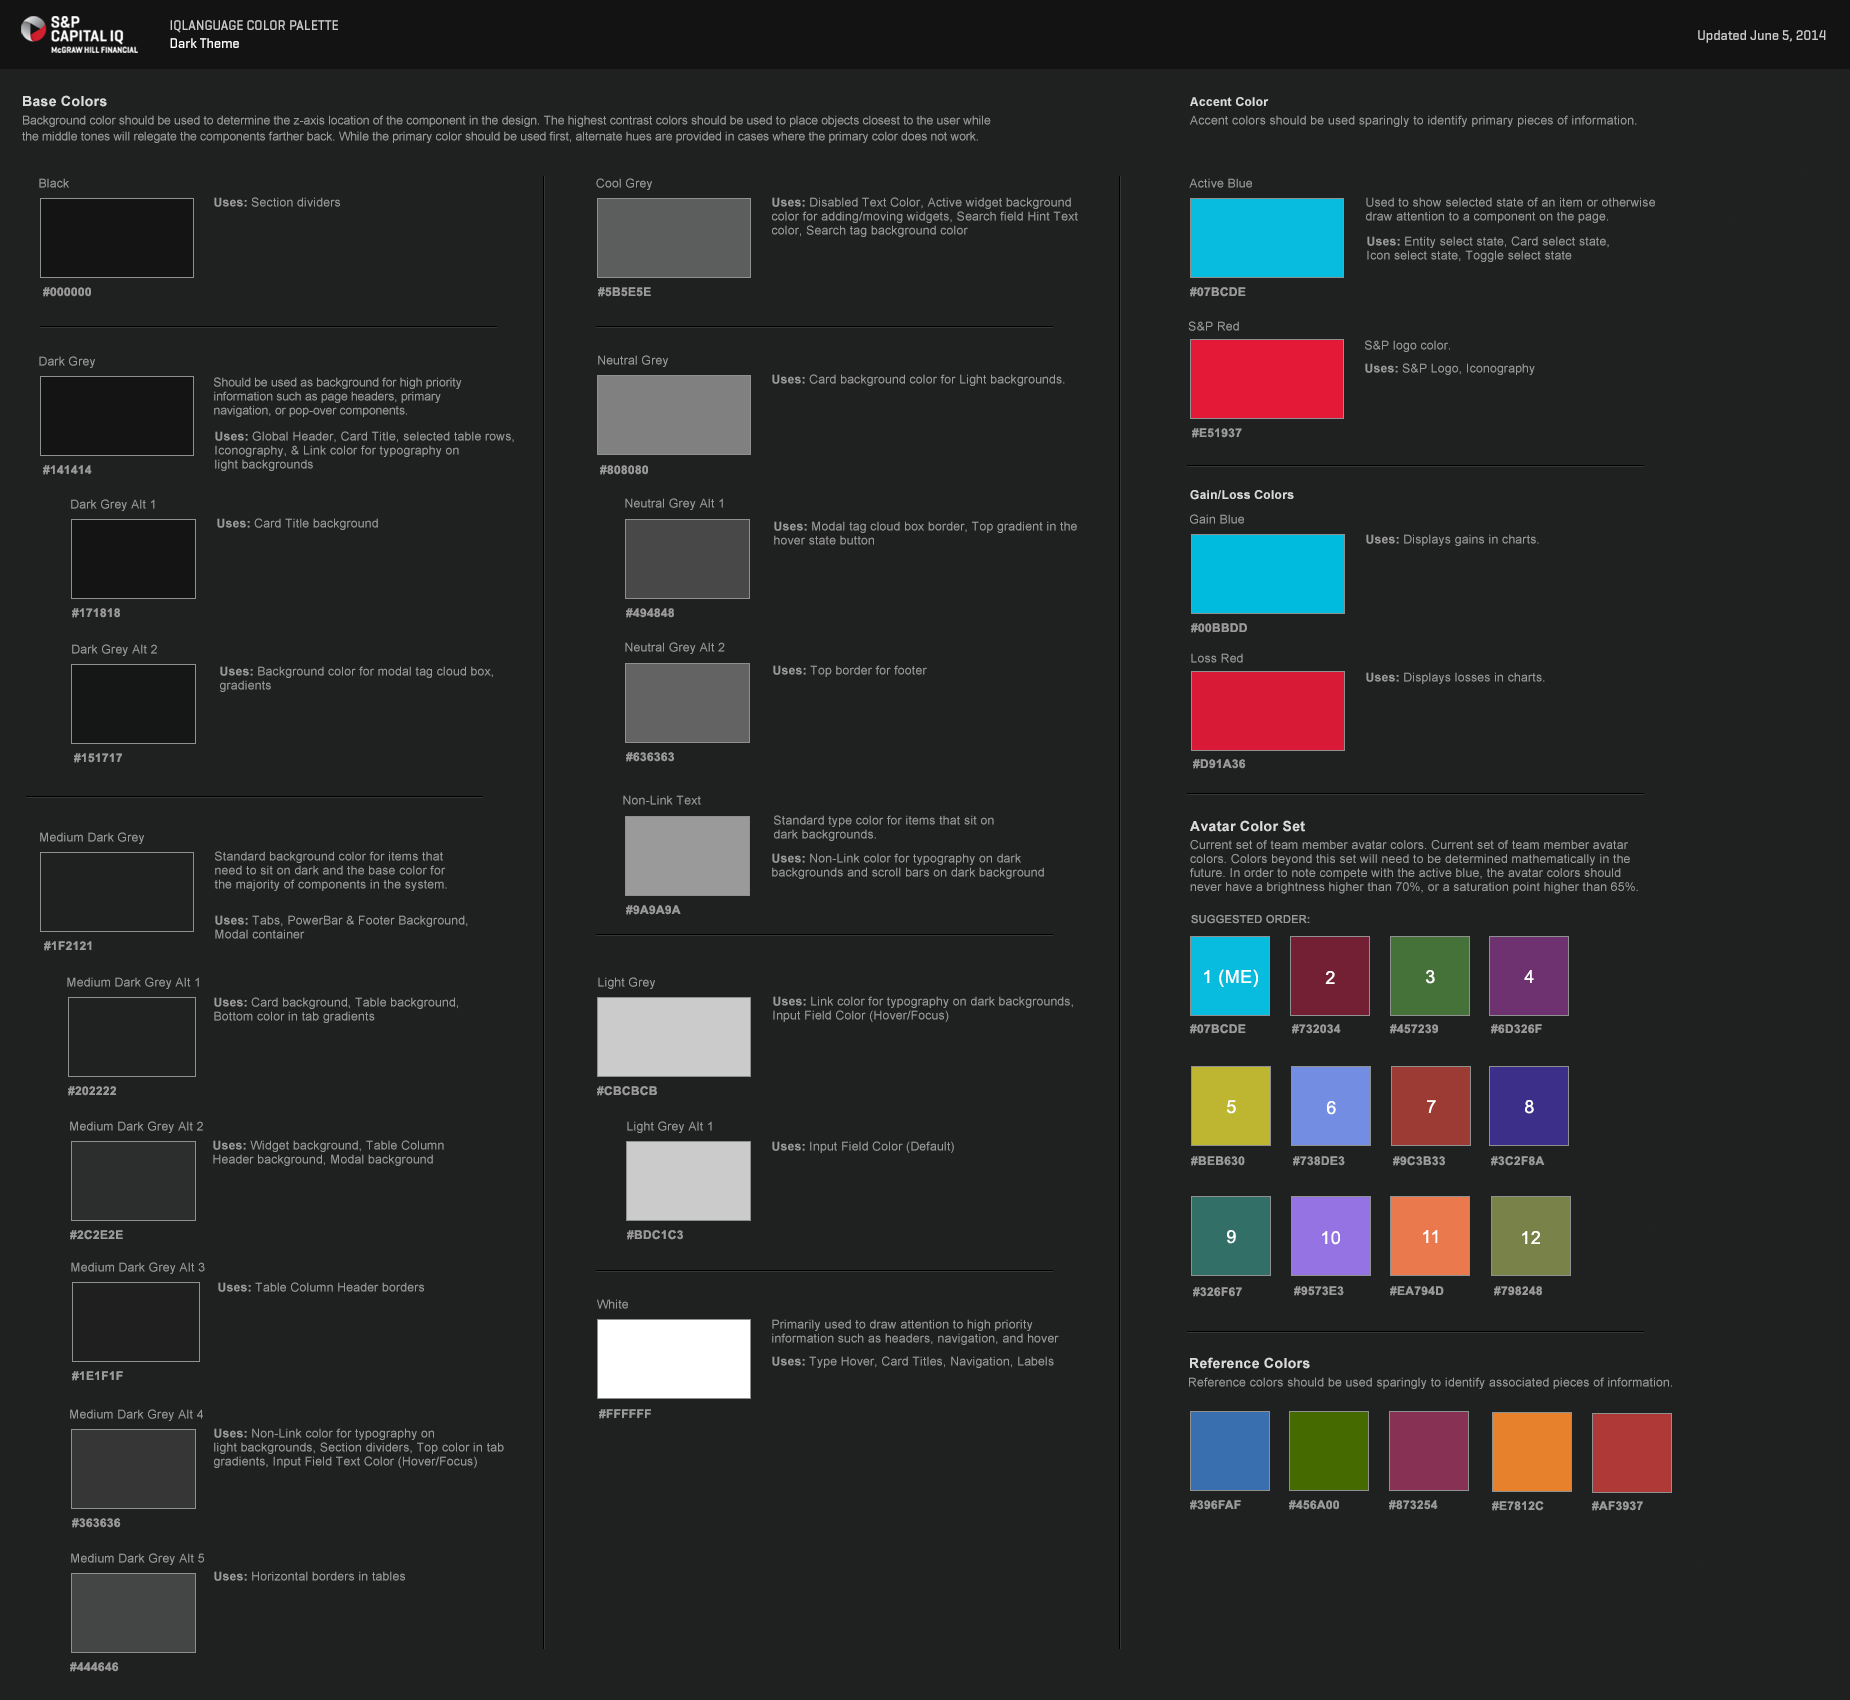 S&P
CAPITAL IQ
McGRAW HILL FINANCIAL
IQLANGUAGE COLOR PALETTE
Dark Theme
Updated June 5, 2014
Base Colors
Background color should be used to determine the z-axis location of the component in the design. The highest contrast colors should be used to place objects closest to the user while
the middle tones will relegate the components farther back. While the primary color should be used first, alternate hues are provided in cases where the primary color does not work.
Black
Uses: Section dividers
#000000
Dark Grey
Should be used as background for high priority
information such as page headers, primary
navigation, or pop-over components.
Uses: Global Header, Card Title, selected table rows,
Iconography, & Link color for typography on
light backgrounds
#141414
Dark Grey Alt 1
Uses: Card Title background
#171818
Dark Grey Alt 2
Uses: Background color for modal tag cloud box,
gradients
#151717
Medium Dark Grey
Standard background color for items that
need to sit on dark and the base color for
the majority of components in the system.
Uses: Tabs, PowerBar & Footer Background,
Modal container
#1F2121
Medium Dark Grey Alt 1
Uses: Card background, Table background,
Bottom color in tab gradients
#202222
Medium Dark Grey Alt 2
Uses: Widget background, Table Column
Header background, Modal background
#2C2E2E
Medium Dark Grey Alt 3
Uses: Table Column Header borders
#1E1F1F
Medium Dark Grey Alt 4
Uses: Non-Link color for typography on
light backgrounds, Section dividers, Top color in tab
gradients, Input Field Text Color (Hover/Focus)
#363636
Medium Dark Grey Alt 5
Uses: Horizontal borders in tables
#444646
Cool Grey
Uses: Disabled Text Color, Active widget background
color for adding/moving widgets, Search field Hint Text
color, Search tag background color
#5B5E5E
Neutral Grey
Uses: Card background color for Light backgrounds.
#808080
Neutral Grey Alt 1
Uses: Modal tag cloud box border, Top gradient in the
hover state button
#494848
Neutral Grey Alt 2
Uses: Top border for footer
#636363
Non-Link Text
Standard type color for items that sit on
dark backgrounds.
Uses: Non-Link color for typography on dark
backgrounds and scroll bars on dark background
#9A9A9A
Light Grey
Uses: Link color for typography on dark backgrounds,
Input Field Color (Hover/Focus)
#CBCBCB
Light Grey Alt 1
Uses: Input Field Color (Default)
#BDC1C3
White
Primarily used to draw attention to high priority
information such as headers, navigation, and hover
Uses: Type Hover, Card Titles, Navigation, Labels
#FFFFFF
Accent Color
Accent colors should be used sparingly to identify primary pieces of information.
Active Blue
Used to show selected state of an item or otherwise
draw attention to a component on the page.
Uses: Entity select state, Card select state,
Icon select state, Toggle select state
#07BCDE
S&P Red
S&P logo color.
Uses: S&P Logo, Iconography
#E51937
Gain/Loss Colors
Gain Blue
Uses: Displays gains in charts.
#00BBDD
Loss Red
Uses: Displays losses in charts.
#D91A36
Avatar Color Set
Current set of team member avatar colors. Current set of team member avatar
colors. Colors beyond this set will need to be determined mathematically in the
future. In order to note compete with the active blue, the avatar colors should
never have a brightness higher than 70%, or a saturation point higher than 65%.
SUGGESTED ORDER:
1 (ME) 2 3 4
#07BCDE #732034 #457239 #6D326F
5 6 7 8
#BEB630 #738DE3 #9C3B33 #3C2F8A
9 10 11 12
#326F67 #9573E3 #EA794D #798248
Reference Colors
Reference colors should be used sparingly to identify associated pieces of information.
#396FAF #456A00 #873254 #E7812C #AF3937